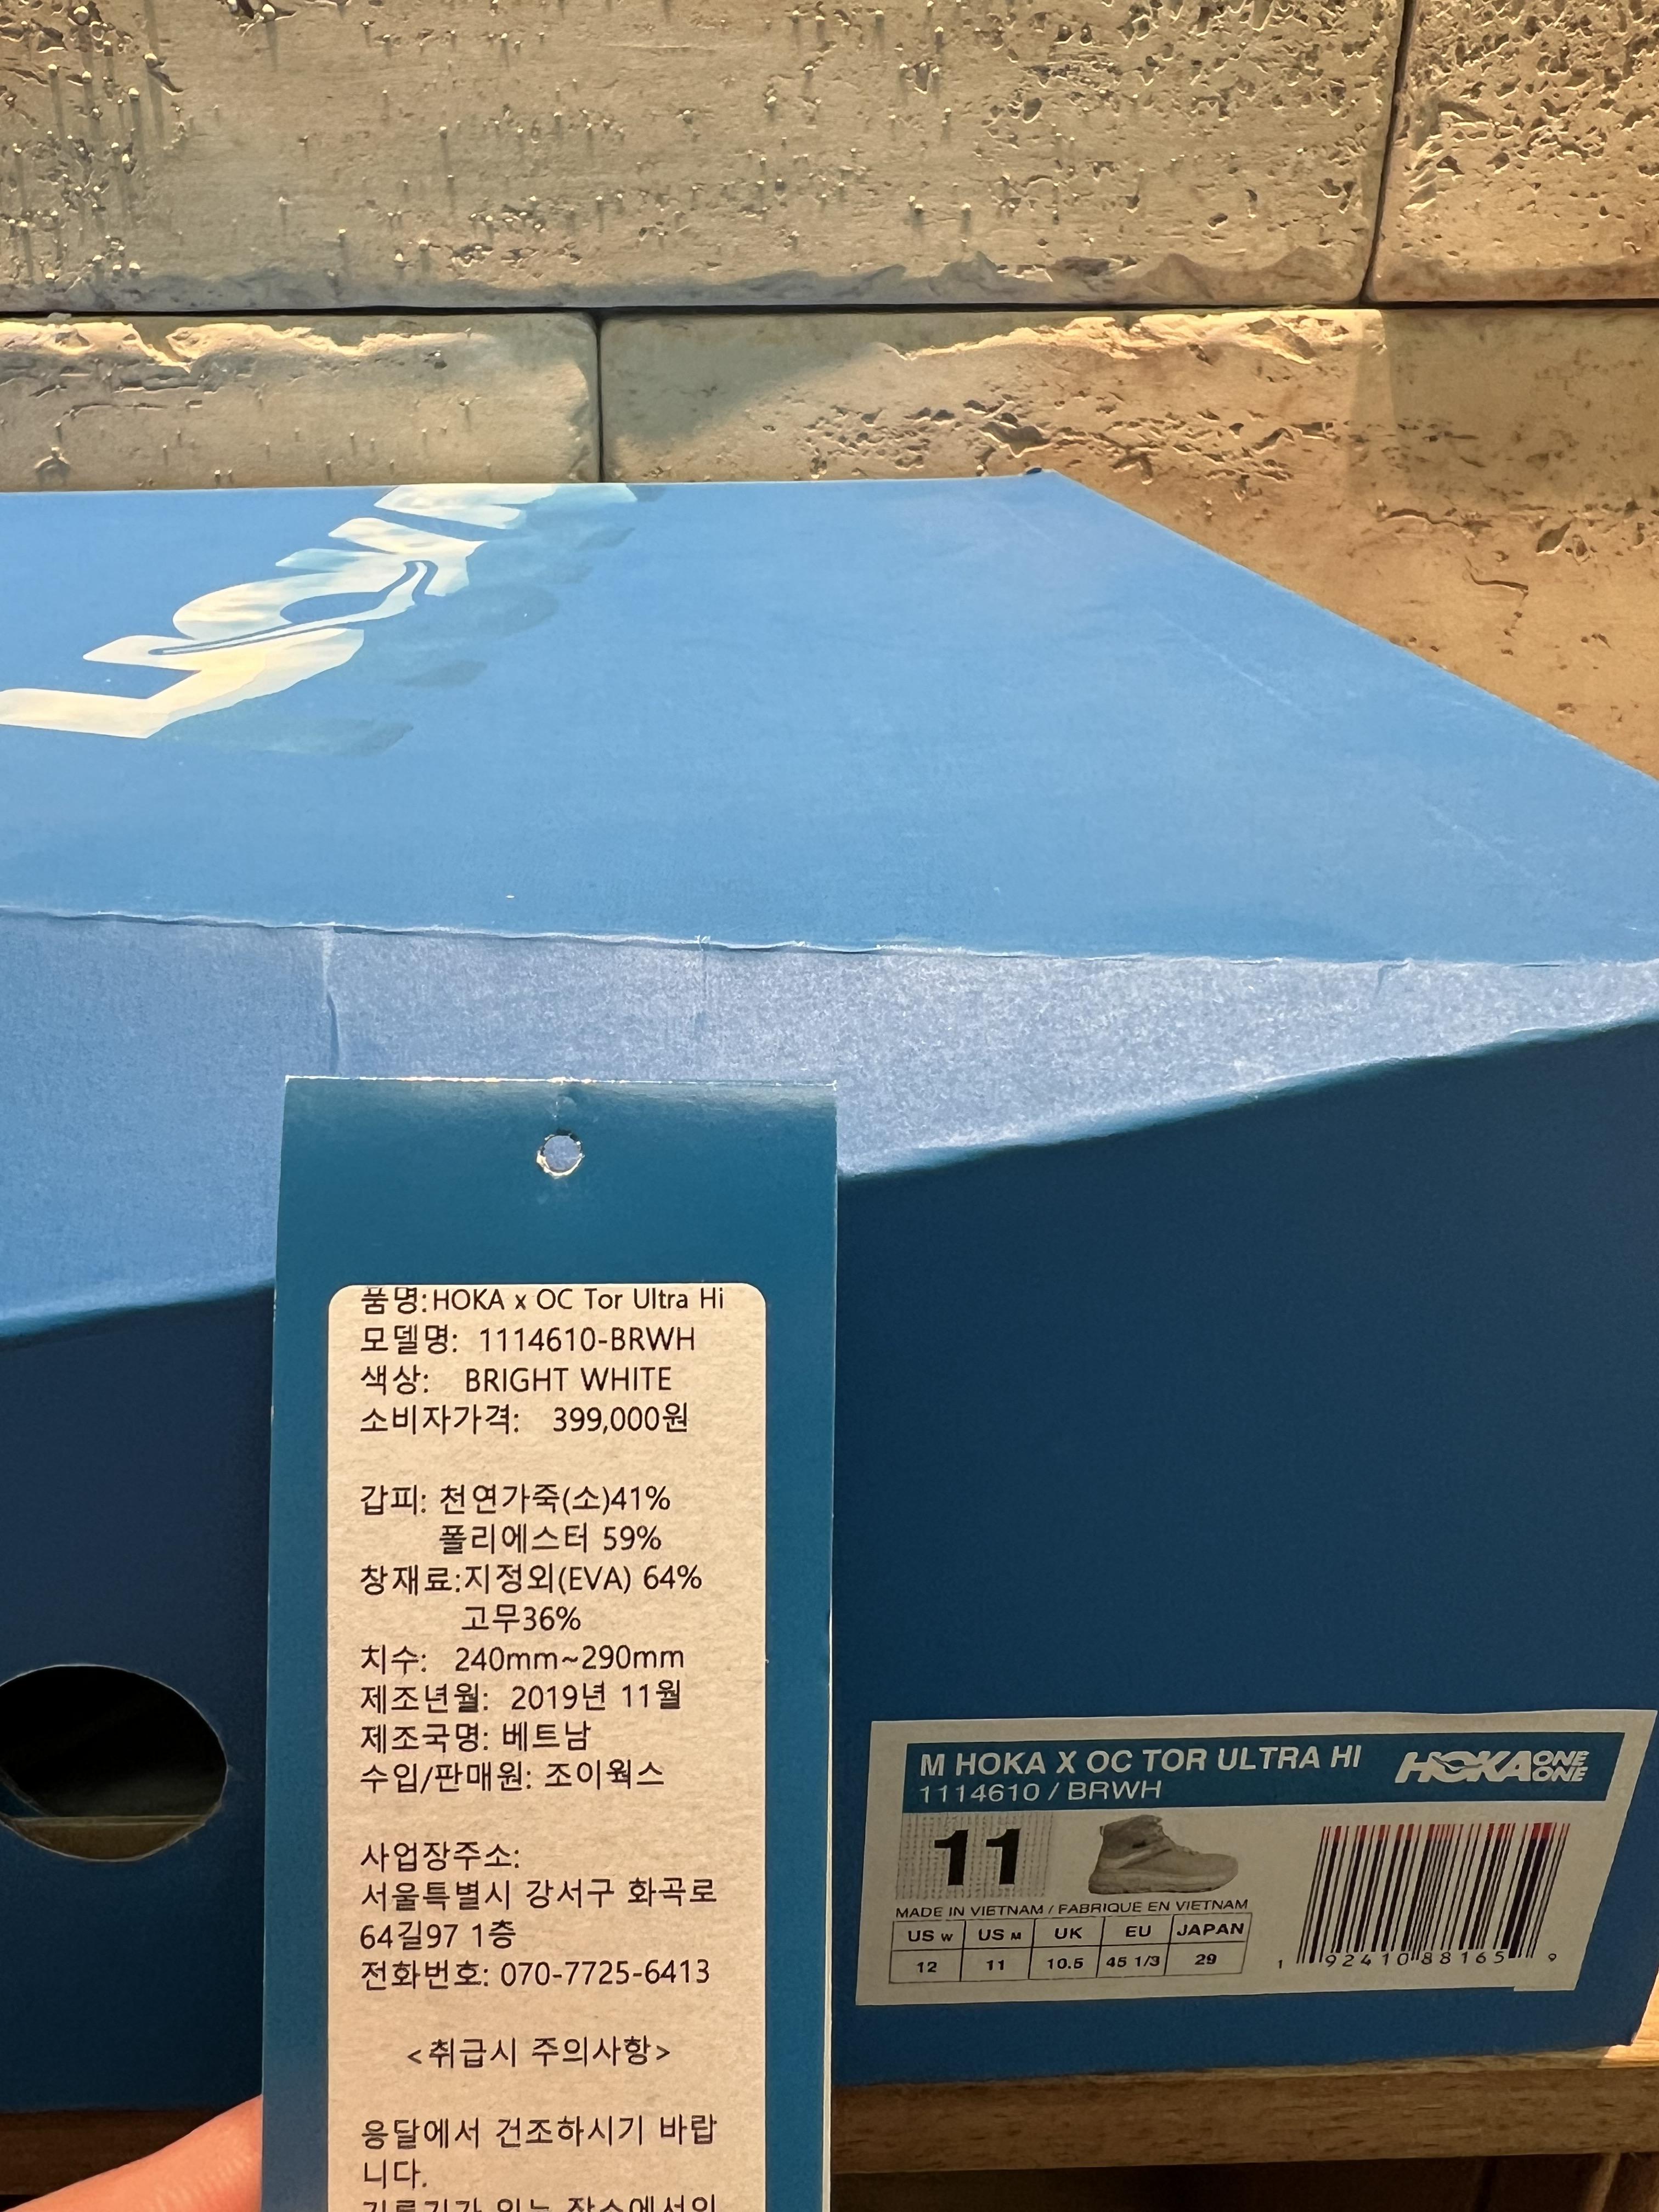 품명:HOKA x OC Tor Ultra Hi
모델명: 1114610-BRWH
색상: BRIGHT WHITE
소비자가격: 399,000원
갑피: 천연가죽(소)41%
폴리에스터 59%
창재료:지정외(EVA) 64%
고무36%
치수: 240mm~290mm
제조년월: 2019년 11월
제조국명: 베트남
수입/판매원: 조이웍스
사업장주소:
서울특별시 강서구 화곡로
64길97 1층
전화번호: 070-7725-6413
<취급시 주의사항>
응달에서 건조하시기 바랍
니다.
M HOKA X OC TOR ULTRA HI
HOKA ONE ONE
1114610 / BRWH
11
MADE IN VIETNAM / FABRIQUE EN VIETNAM
US W US M UK EU JAPAN
12 11 10.5 45 1/3 29
1 92410 88165 9